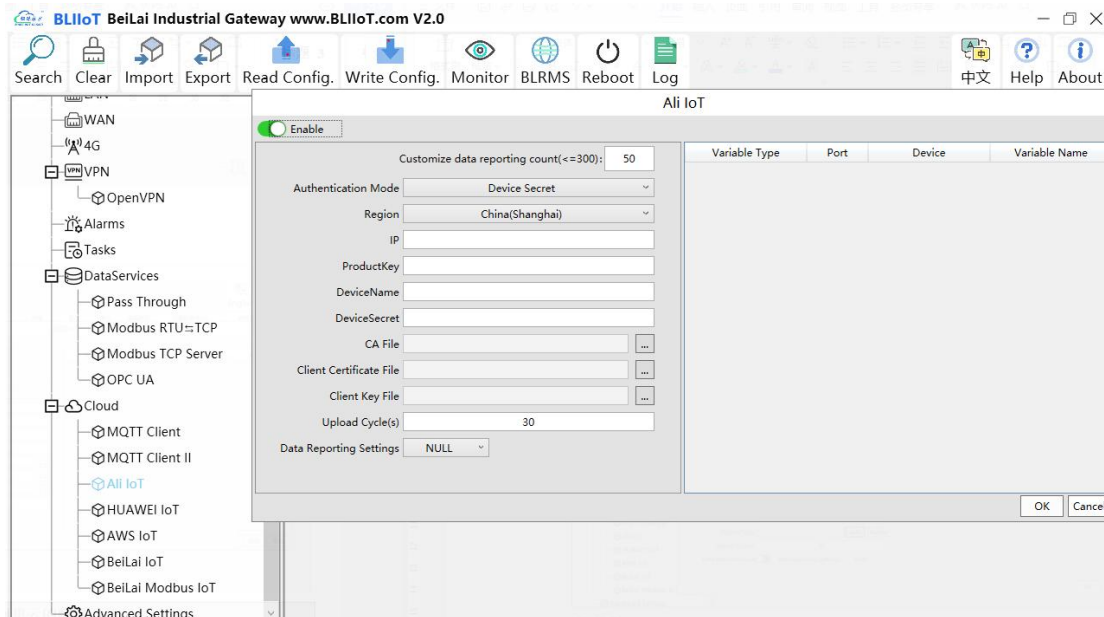 BLIIoT BeiLai Industrial Gateway www.BLIIoT.com V2.0
Search Clear Import Export Read Config. Write Config. Monitor BLRMS Reboot Log 中文 Help About
WAN
4G
VPN VPN
OpenVPN
Alarms
Tasks
DataServices
Pass Through
Modbus RTU⇆TCP
Modbus TCP Server
OPC UA
Cloud
MQTT Client
MQTT Client II
Ali IoT
HUAWEI IoT
AWS IoT
BeiLai IoT
BeiLai Modbus IoT
Advanced Settings
Ali IoT
Enable
Customize data reporting count(<=300): 50
Authentication Mode Device Secret
Region China(Shanghai)
IP
ProductKey
DeviceName
DeviceSecret
CA File ...
Client Certificate File ...
Client Key File ...
Upload Cycle(s) 30
Data Reporting Settings NULL
Variable Type Port Device Variable Name
OK Cancel